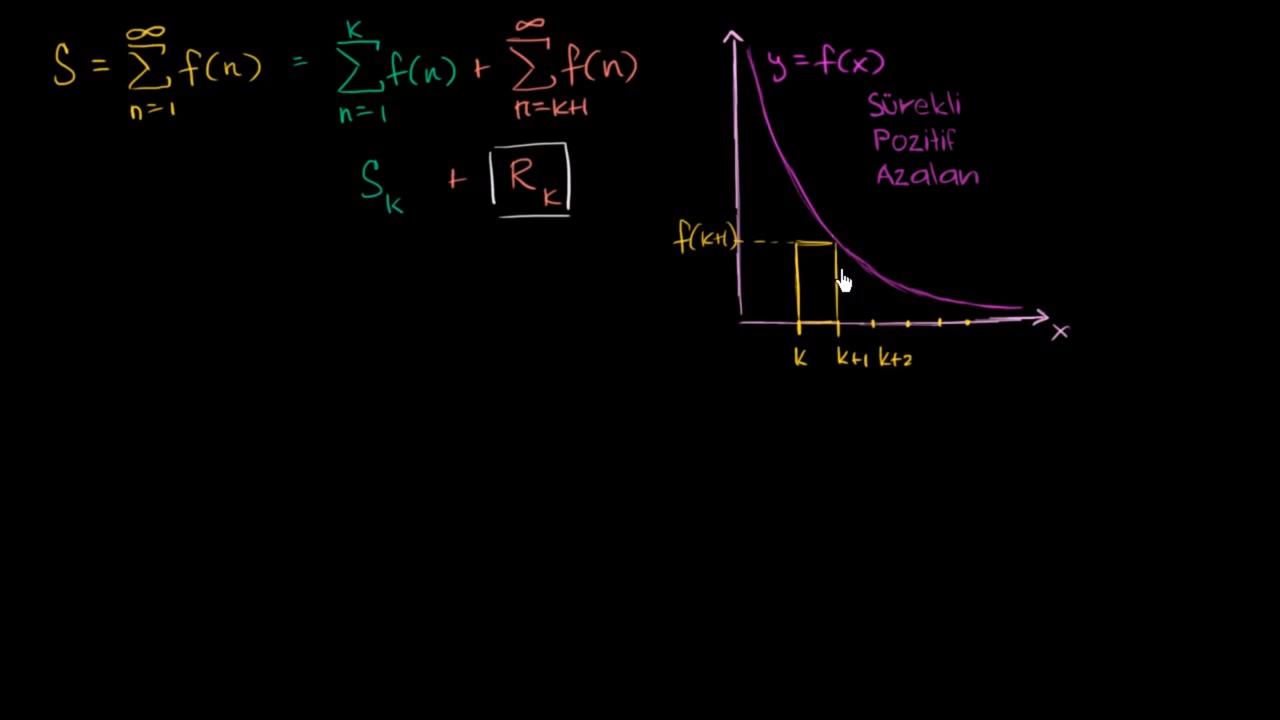 S = ∑_{n=1}^{∞} f(n) = ∑_{n=1}^{k} f(n) + ∑_{n=k+1}^{∞} f(n)
S_k + R_k
y = f(x)
Sürekli
Pozitif
Azalan
f(k+1)
k k+1 k+2
x